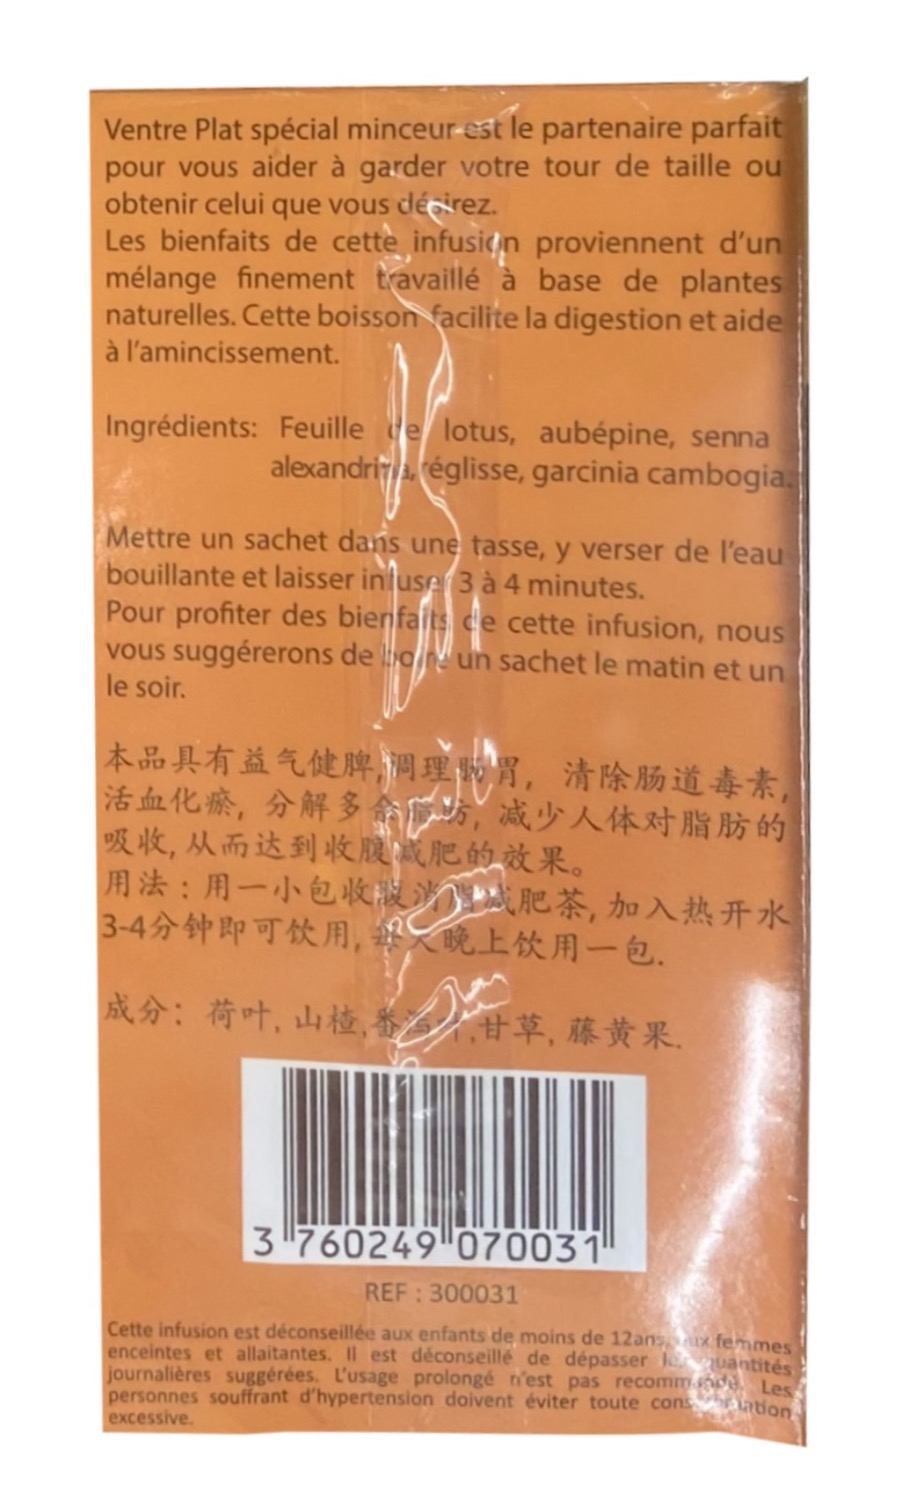 Ventre Plat spécial minceur est le partenaire parfait
pour vous aider à garder votre tour de taille ou
obtenir celui que vous désirez.
Les bienfaits de cette infusion proviennent d'un
mélange finement travaillé à base de plantes
naturelles. Cette boisson facilite la digestion et aide
à l'amincissement.
Ingrédients: Feuille de lotus, aubépine, senna
alexandrina, réglisse, garcinia cambogia.
Mettre un sachet dans une tasse, y verser de l'eau
bouillante et laisser infuser 3 à 4 minutes.
Pour profiter des bienfaits de cette infusion, nous
vous suggérerons de boire un sachet le matin et un
le soir.
本品具有益气健脾,调理肠胃, 清除肠道毒素,
活血化瘀, 分解多余脂肪, 减少人体对脂肪的
吸收, 从而达到收腹减肥的效果。
用法: 用一小包收腹消脂减肥茶, 加入热开水
3-4分钟即可饮用, 每天晚上饮用一包.
成分: 荷叶, 山楂, 番泻叶, 甘草, 藤黄果.
3 760249 070031
REF : 300031
Cette infusion est déconseillée aux enfants de moins de 12ans, aux femmes
enceintes et allaitantes. Il est déconseillé de dépasser les quantités
journalières suggérées. L'usage prolongé n'est pas recommandé. Les
personnes souffrant d'hypertension doivent éviter toute consommation
excessive.